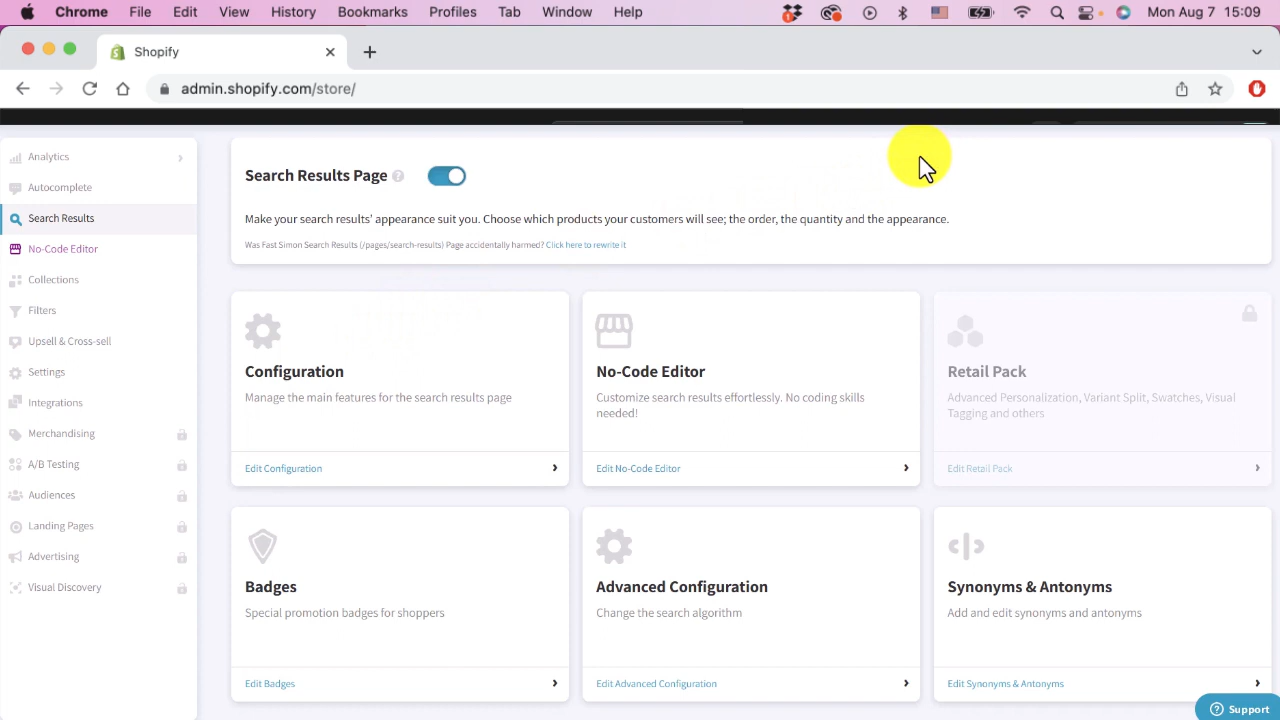 Chrome File Edit View History Bookmarks Profiles Tab Window Help 1 Mon Aug 7 15:09
Shopify
admin.shopify.com/store/
Analytics
Autocomplete
Search Results
No-Code Editor
Collections
Filters
Upsell & Cross-sell
Settings
Integrations
Merchandising
A/B Testing
Audiences
Landing Pages
Advertising
Visual Discovery
Search Results Page ?
Make your search results' appearance suit you. Choose which products your customers will see; the order, the quantity and the appearance.
Was Fast Simon Search Results (/pages/search-results) Page accidentally harmed? Click here to rewrite it
Configuration
Manage the main features for the search results page
Edit Configuration
No-Code Editor
Customize search results effortlessly. No coding skills
needed!
Edit No-Code Editor
Retail Pack
Advanced Personalization, Variant Split, Swatches, Visual
Tagging and others
Edit Retail Pack
Badges
Special promotion badges for shoppers
Edit Badges
Advanced Configuration
Change the search algorithm
Edit Advanced Configuration
Synonyms & Antonyms
Add and edit synonyms and antonyms
Edit Synonyms & Antonyms
? Support